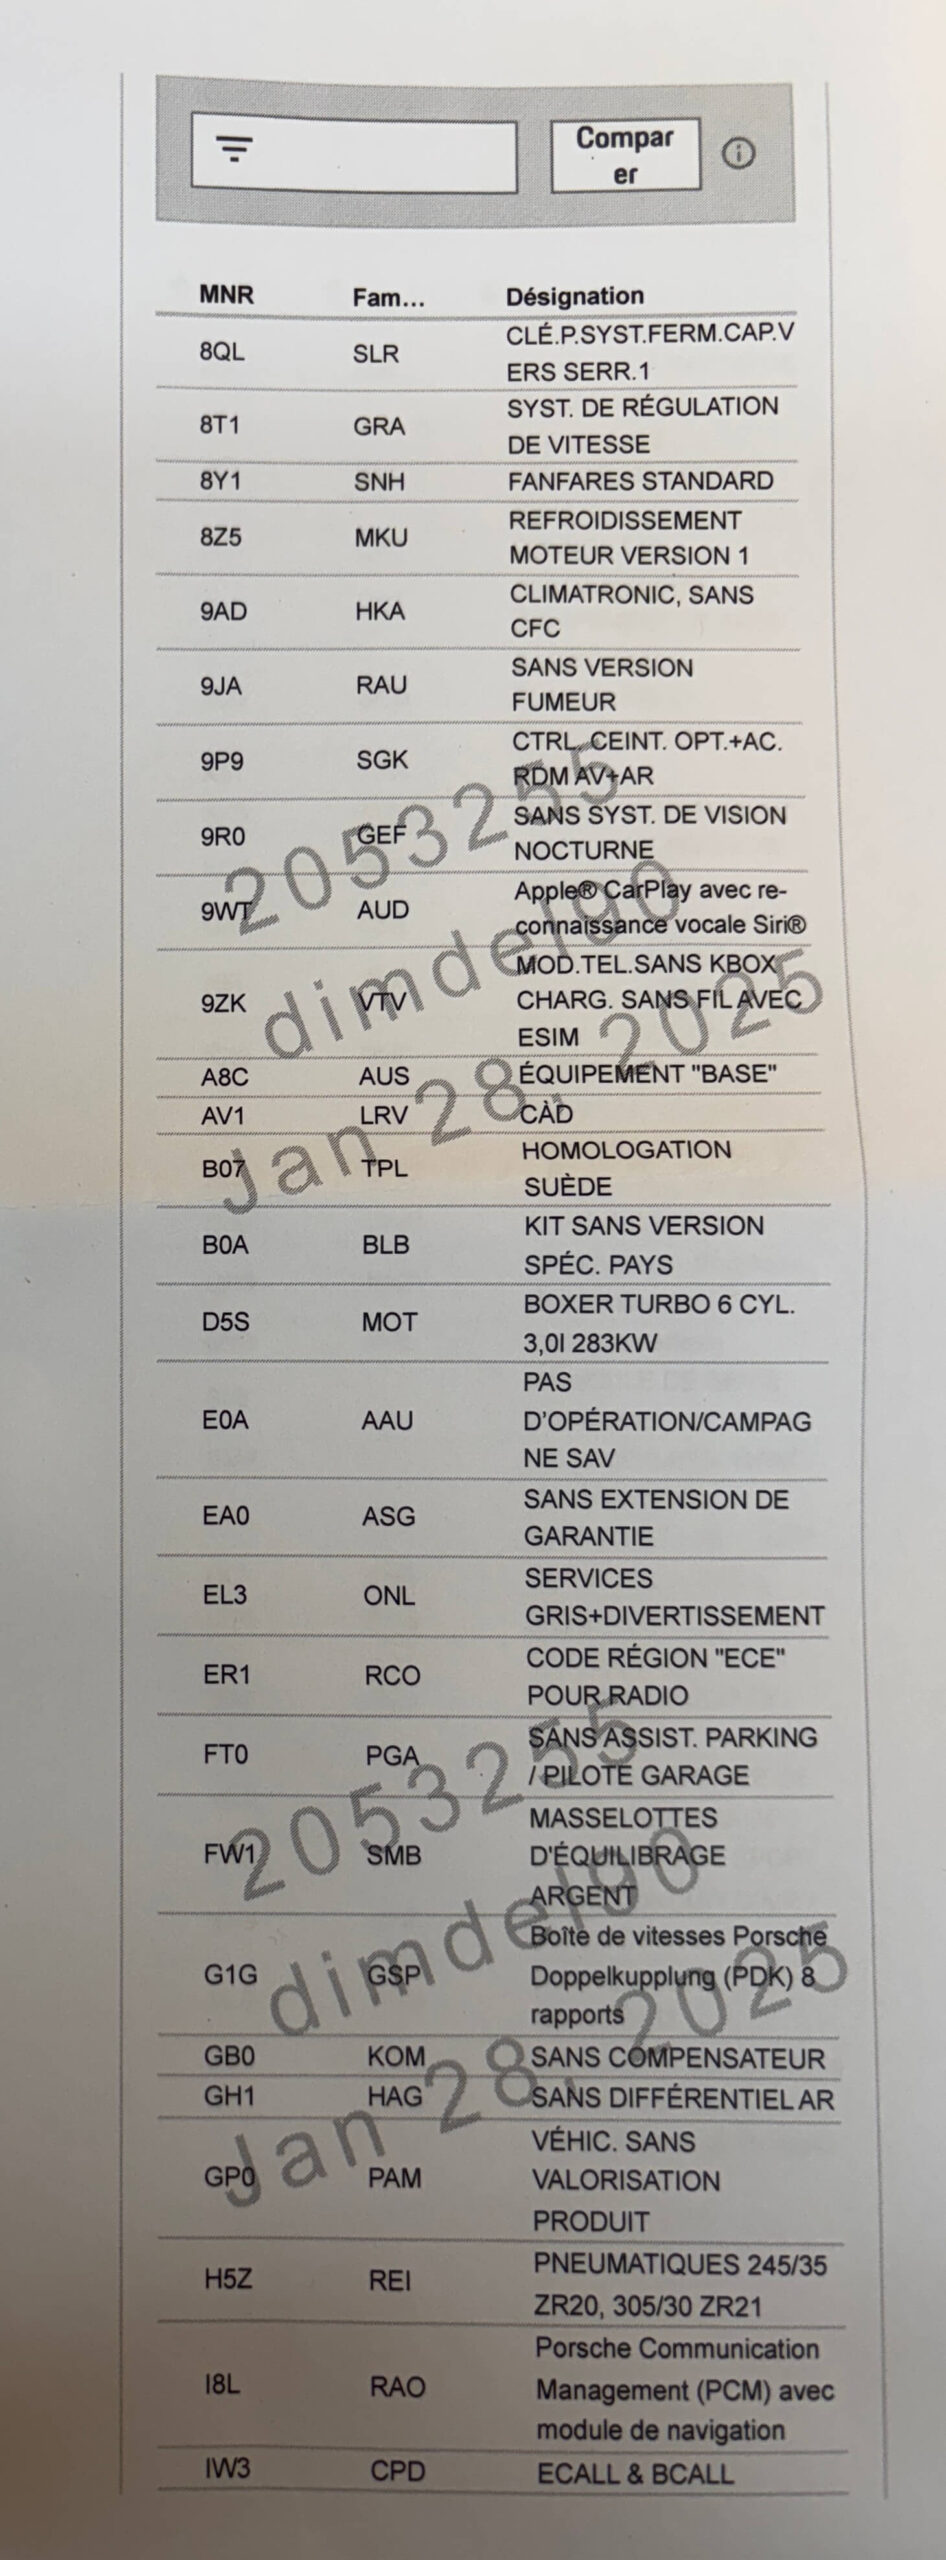 Compar
er
MNR Fam... Désignation
8QL SLR CLÉ.P.SYST.FERM.CAP.V
ERS SERR.1
8T1 GRA SYST. DE RÉGULATION
DE VITESSE
8Y1 SNH FANFARES STANDARD
8Z5 MKU REFROIDISSEMENT
MOTEUR VERSION 1
9AD HKA CLIMATRONIC, SANS
CFC
9JA RAU SANS VERSION
FUMEUR
9P9 SGK CTRL. CEINT. OPT.+AC.
RDM AV+AR
9R0 GEF SANS SYST. DE VISION
NOCTURNE
9WT AUD Apple® CarPlay avec re-
connaissance vocale Siri®
9ZK VTV MOD.TEL.SANS KBOX
CHARG. SANS FIL AVEC
ESIM
A8C AUS ÉQUIPEMENT "BASE"
AV1 LRV CÀD
B07 TPL HOMOLOGATION
SUÈDE
2053255
dimdel90
Jan 28, 2025
B0A BLB KIT SANS VERSION
SPÉC. PAYS
D5S MOT BOXER TURBO 6 CYL.
3,0l 283KW
E0A AAU PAS
D'OPÉRATION/CAMPAG
NE SAV
EA0 ASG SANS EXTENSION DE
GARANTIE
EL3 ONL SERVICES
GRIS+DIVERTISSEMENT
ER1 RCO CODE RÉGION "ECE"
POUR RADIO
FT0 PGA SANS ASSIST. PARKING
/ PILOTE GARAGE
FW1 SMB MASSELOTTES
D'ÉQUILIBRAGE
ARGENT
G1G GSP Boîte de vitesses Porsche
Doppelkupplung (PDK) 8
rapports
GB0 KOM SANS COMPENSATEUR
GH1 HAG SANS DIFFÉRENTIEL AR
GP0 PAM VÉHIC. SANS
VALORISATION
PRODUIT
2053255
dimdel90
Jan 28, 2025
H5Z REI PNEUMATIQUES 245/35
ZR20, 305/30 ZR21
I8L RAO Porsche Communication
Management (PCM) avec
module de navigation
IW3 CPD ECALL & BCALL